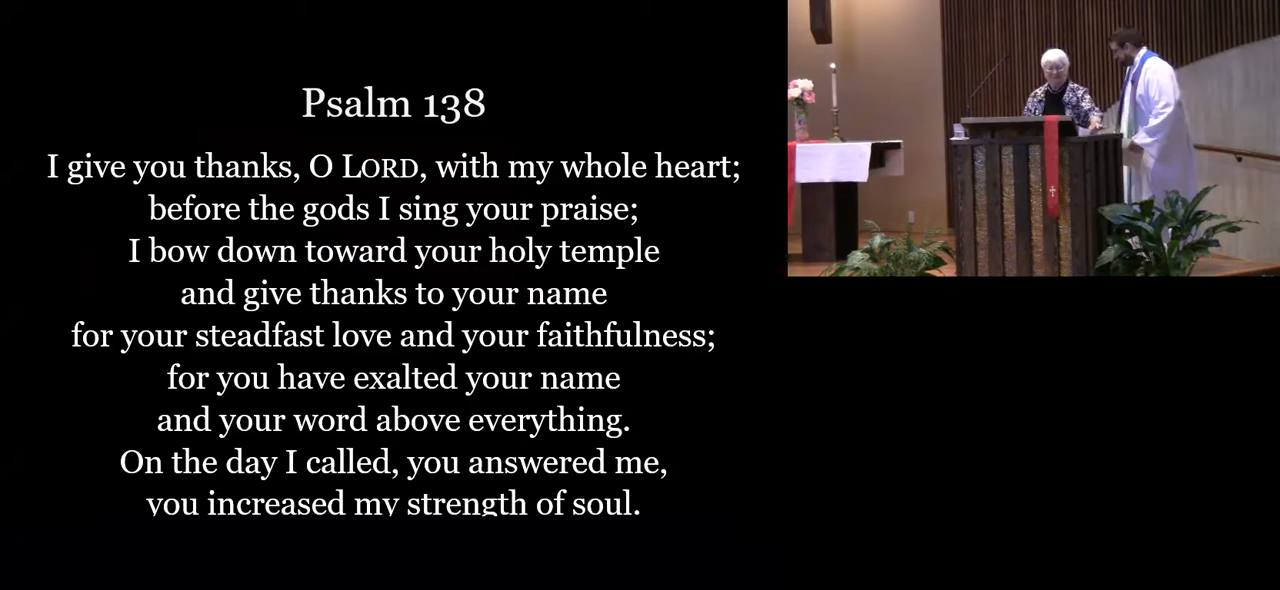 Psalm 138
I give you thanks, O LORD, with my whole heart;
before the gods I sing your praise;
I bow down toward your holy temple
and give thanks to your name
for your steadfast love and your faithfulness;
for you have exalted your name
and your word above everything.
On the day I called, you answered me,
you increased my strength of soul.